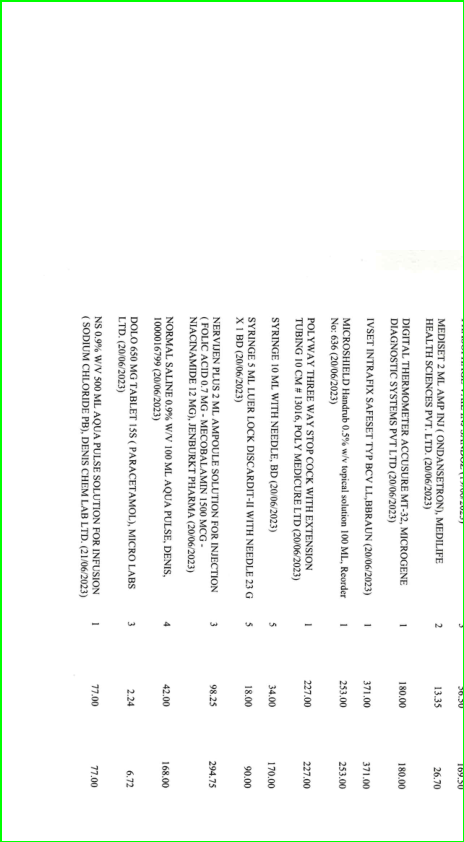 MEDISET 2 ML AMP INJ ( ONDANSETRON), MEDILIFE 2 13.35 26.70
HEALTH SCIENCES PVT. LTD. (20/06/2023)
DIGITAL THERMOMETER ACCUSURE MT-32, MICROGENE 1 180.00 180.00
DIAGNOSTIC SYSTEMS PVT LTD (20/06/2023)
IVSET INTRAFIX SAFESET TYP BCV LL,BBRAUN (20/06/2023) 1 371.00 371.00
MICROSHIELD Handrub 0.5% w/v topical solution 100 ML, Reorder 1 253.00 253.00
No: 636 (20/06/2023)
POLYWAY THREE WAY STOP COCK WITH EXTENSION 1 227.00 227.00
TUBING 10 CM # 13016, POLY MEDICURE LTD (20/06/2023)
SYRINGE 10 ML WITH NEEDLE, BD (20/06/2023) 5 34.00 170.00
SYRINGE 5 ML LUER LOCK DISCARDIT-II WITH NEEDLE 23 G 5 18.00 90.00
X 1 BD (20/06/2023)
NERVIJEN PLUS 2 ML AMPOULE SOLUTION FOR INJECTION 3 98.25 294.75
( FOLIC ACID 0.7 MG - MECOBALAMIN 1500 MCG -
NIACINAMIDE 12 MG), JENBURKT PHARMA (20/06/2023)
NORMAL SALINE 0.9% W/V 100 ML AQUA PULSE, DENIS, 4 42.00 168.00
1000016799 (20/06/2023)
DOLO 650 MG TABLET 15S ( PARACETAMOL), MICRO LABS 3 2.24 6.72
LTD. (20/06/2023)
NS 0.9% W/V 500 ML AQUA PULSE SOLUTION FOR INFUSION 1 77.00 77.00
( SODIUM CHLORIDE PB), DENIS CHEM LAB LTD. (21/06/2023)